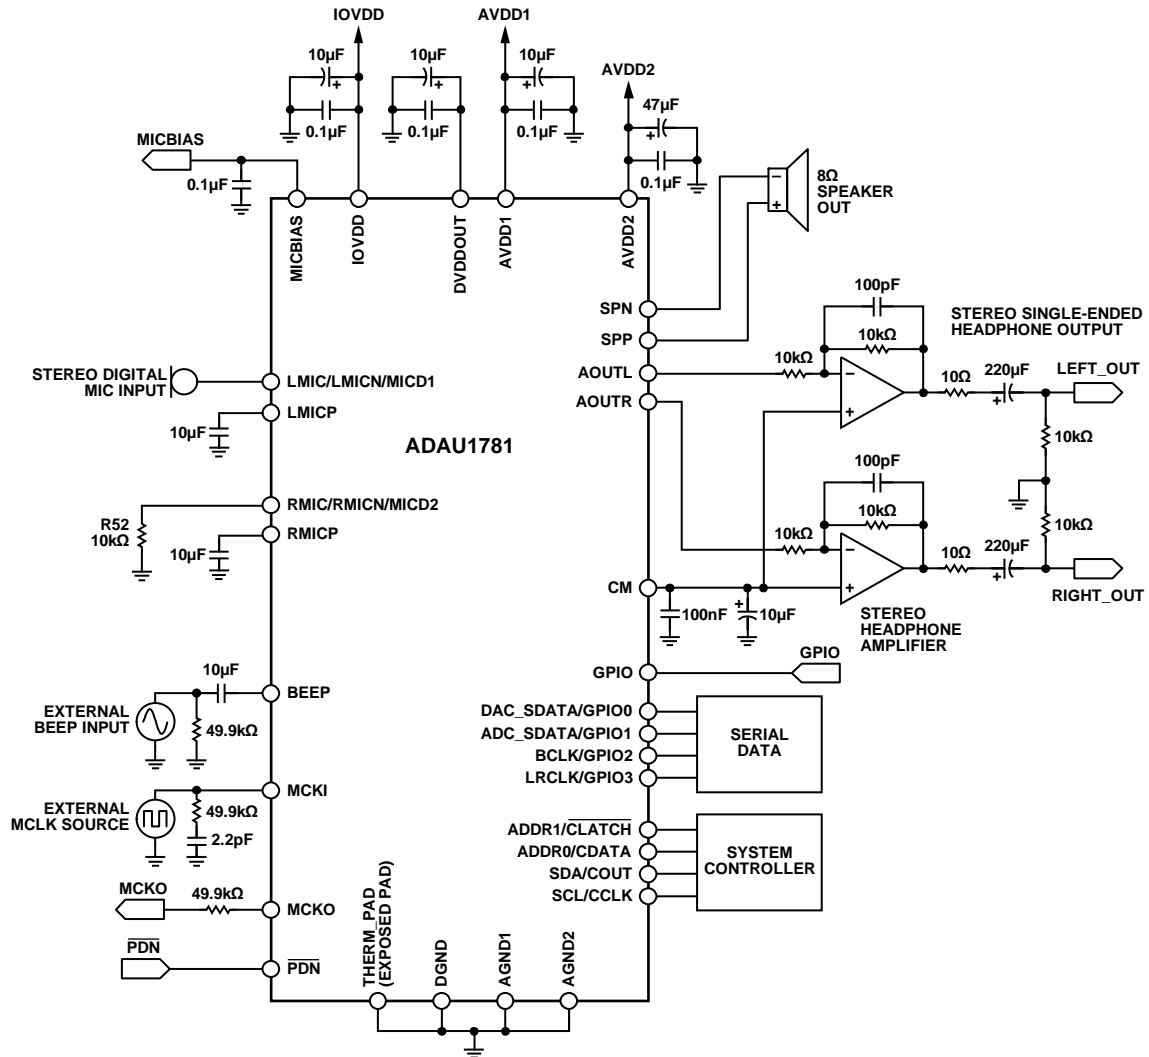 IOVDD
AVDD1
10µF
10µF
10µF
AVDD2
47µF
0.1µF
0.1µF
0.1µF
0.1µF
MICBIAS
0.1µF
8Ω
SPEAKER
OUT
−
+
MICBIAS
IOVDD
DVDDOUT
AVDD1
AVDD2
SPN
SPP
AOUTL
AOUTR
STEREO DIGITAL
MIC INPUT
LMIC/LMICN/MICD1
LMICP
10µF
ADAU1781
RMIC/RMICN/MICD2
RMICP
R52
10kΩ
10µF
100pF
10kΩ
10kΩ
−
+
STEREO SINGLE-ENDED
HEADPHONE OUTPUT
10Ω
220µF
+
LEFT_OUT
10kΩ
100pF
10kΩ
10kΩ
−
+
10Ω
220µF
+
10kΩ
RIGHT_OUT
STEREO
HEADPHONE
AMPLIFIER
CM
100nF
+
10µF
GPIO
GPIO
10µF
BEEP
EXTERNAL
BEEP INPUT
49.9kΩ
DAC_SDATA/GPIO0
ADC_SDATA/GPIO1
BCLK/GPIO2
LRCLK/GPIO3
SERIAL
DATA
MCKI
EXTERNAL
MCLK SOURCE
49.9kΩ
2.2pF
ADDR1/CLATCH
ADDR0/CDATA
SDA/COUT
SCL/CCLK
SYSTEM
CONTROLLER
MCKO
49.9kΩ
MCKO
PDN
PDN
THERM_PAD
(EXPOSED PAD)
DGND
AGND1
AGND2